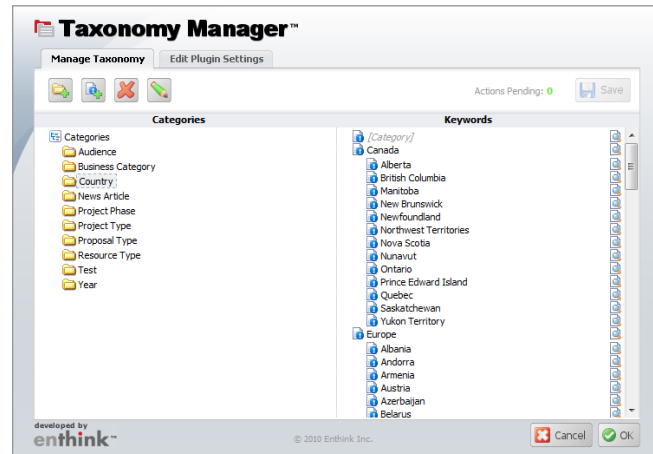 Taxonomy Manager™
Manage Taxonomy
Edit Plugin Settings
Actions Pending: 0
Save
Categories
Keywords
Categories
Audience
Business Category
Country
News Article
Project Phase
Project Type
Proposal Type
Resource Type
Test
Year
[Category]
Canada
Alberta
British Columbia
Manitoba
New Brunswick
Newfoundland
Northwest Territories
Nova Scotia
Nunavut
Ontario
Prince Edward Island
Quebec
Saskatchewan
Yukon Territory
Europe
Albania
Andorra
Armenia
Austria
Azerbaijan
Belarus
developed by
enthink™
© 2010 Enthink Inc.
Cancel
OK